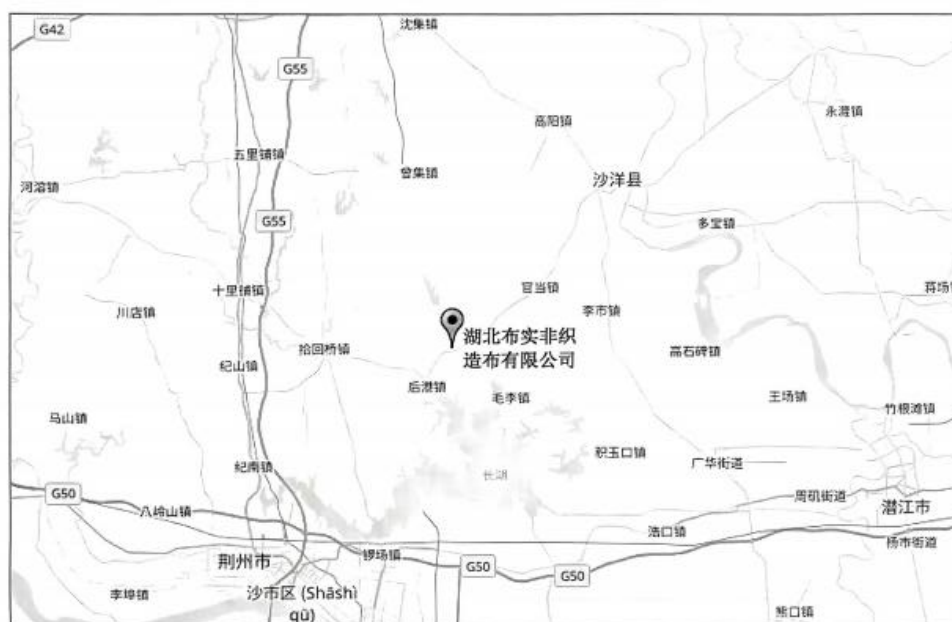 G42
沈集镇
G55
高阳镇
永漋镇
五里铺镇
曾集镇
沙洋县
河溶镇
G55
多宝镇
官当镇
十里铺镇
蒋场
川店镇
李市镇
湖北布实非织
造布有限公司
拾回桥镇
高石碑镇
纪山镇
后港镇
毛李镇
王场镇
竹根滩镇
马山镇
积玉口镇
广华街道
纪南镇
长湖
G50
周矶街道
潜江市
八岭山镇
浩口镇
杨市街道
荆州市
锣场镇
G50
G50
李埠镇
沙市区 (Shāshì
qū)
熊口镇